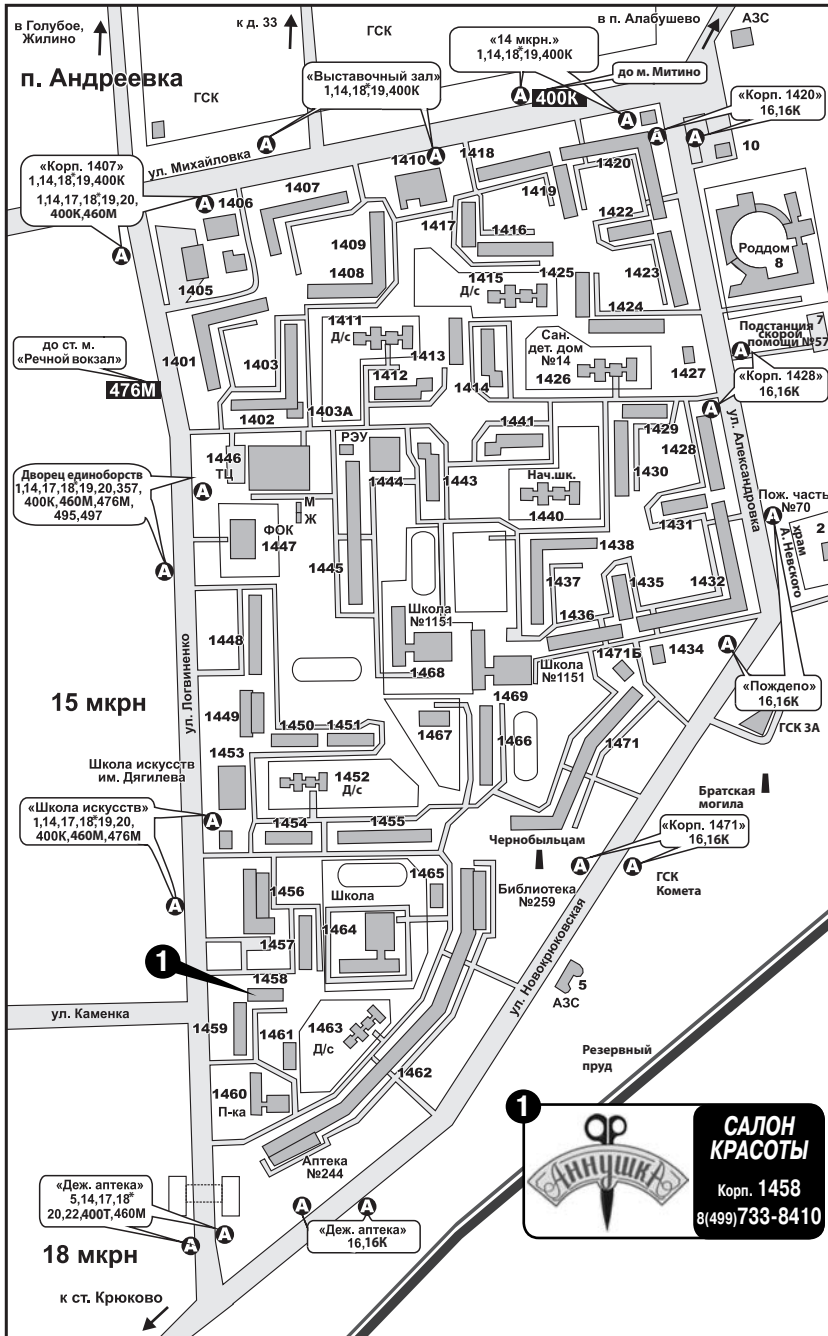 в Голубое,
Жилино
к д. 33
ГСК
в п. Алабушево
АЗС
«14 мкрн.»
1,14,18*,19,400К
п. Андреевка
ГСК
«Выставочный зал»
1,14,18*,19,400К
до м. Митино
А
400К
А
«Корп. 1420»
16,16К
ул. Михайловка
А
А
А
А
10
«Корп. 1407»
1,14,18*,19,400К
1,14,17,18*,19,20,
400К,460М
А
А
1406
1407
1410
1418
1419
1420
1405
1409
1408
1417
1416
1422
1423
Роддом
8
1415
Д/с
1425
1424
7
Подстанция
скорой
помощи №57
А
до ст. м.
«Речной вокзал»
476М
1401
1403
1411
Д/с
1413
1412
1414
Сан.
дет. дом
№14
1426
1427
«Корп. 1428»
16,16К
А
1402
1403А
1441
1429
1428
ул. Александровка
Дворец единоборств
1,14,17,18*,19,20,357,
400К,460М,476М,
495,497
А
А
1446
ТЦ
РЭУ
1444
1443
1430
Нач.шк.
1440
М
Ж
ФОК
1447
1445
1431
Пож. часть
№70
А
2
храм
А. Невского
1438
1437
1435
1432
1436
Школа
№1151
1468
Школа
№1151
1469
1471Б
1434
А
«Пождепо»
16,16К
ГСК 3А
1448
15 мкрн
ул. Логвиненко
1449
1450
1451
1467
1466
1471
1453
Школа искусств
им. Дягилева
1452
Д/с
Братская
могила
«Школа искусств»
1,14,17,18*,19,20,
400К,460М,476М
А
А
1454
1455
Чернобыльцам
«Корп. 1471»
16,16К
А
А
ГСК
Комета
1456
Школа
1465
Библиотека
№259
1457
1464
1
1458
ул. Новокрюковская
5
АЗС
ул. Каменка
1459
1461
1463
Д/с
1462
Резервный
пруд
1460
П-ка
Аптека
№244
«Деж. аптека»
5,14,17,18*
20,22,400Т,460М
А
А
А
А
«Деж. аптека»
16,16К
18 мкрн
к ст. Крюково
1
АННУШКА
САЛОН
КРАСОТЫ
Корп. 1458
8(499)733-8410